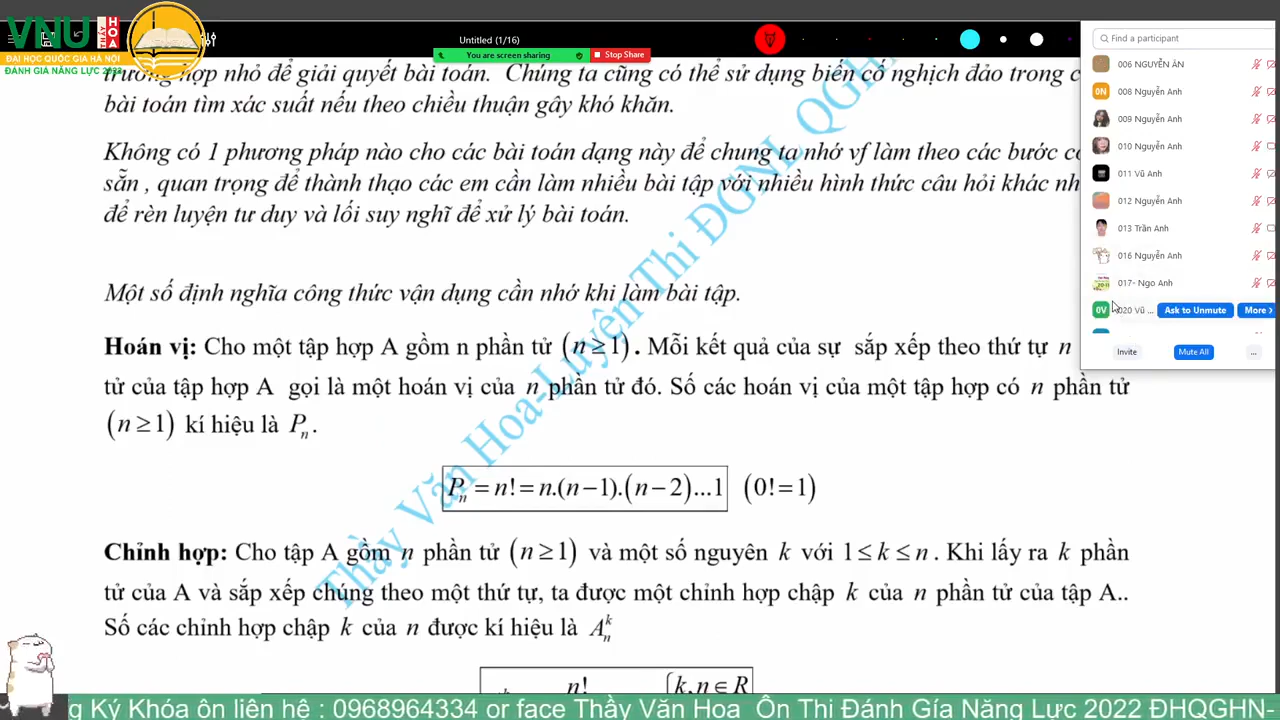 VNU
HOA
THẦY
ĐẠI HỌC QUỐC GIA HÀ NỘI
ĐÁNH GIÁ NĂNG LỰC 2022
Untitled (1/16)
You are screen sharing
Stop Share
hợp nhỏ để giải quyết bài toán. Chúng ta cũng có thể sử dụng biến cố nghịch đảo trong c
bài toán tìm xác suất nếu theo chiều thuận gây khó khăn.
Không có 1 phương pháp nào cho các bài toán dạng này để chung ta nhớ vf làm theo các bước c
sẵn , quan trọng để thành thạo các em cần làm nhiều bài tập với nhiều hình thức câu hỏi khác nh
để rèn luyện tư duy và lối suy nghĩ để xử lý bài toán.
Một số định nghĩa công thức vận dụng cần nhớ khi làm bài tập.
Hoán vị: Cho một tập hợp A gồm n phần tử (n≥1). Mỗi kết quả của sự sắp xếp theo thứ tự n
tử của tập hợp A gọi là một hoán vị của n phần tử đó. Số các hoán vị của một tập hợp có n phần tử
(n≥1) kí hiệu là Pₙ.
Pₙ = n! = n.(n−1).(n−2)...1 (0!=1)
Chỉnh hợp: Cho tập A gồm n phần tử (n≥1) và một số nguyên k với 1≤k≤n. Khi lấy ra k phần
tử của A và sắp xếp chúng theo một thứ tự, ta được một chỉnh hợp chập k của n phần tử của tập A..
Số các chỉnh hợp chập k của n được kí hiệu là Aₙᵏ
n! {k,n∈R
Thầy Văn Hoa-Luyện Thi ĐGNL QGH
Find a participant
006 NGUYỄN ÁN
0N 008 Nguyễn Anh
009 Nguyễn Anh
010 Nguyễn Anh
011 Vũ Anh
012 Nguyễn Anh
013 Trần Anh
016 Nguyễn Anh
017- Ngo Anh
0V 020 Vũ ... Ask to Unmute More >
Invite Mute All ...
g Ký Khóa ôn liên hê : 0968964334 or face Thầy Văn Hoa Ôn Thi Đánh Gía Năng Lực 2022 ĐHQGHN-